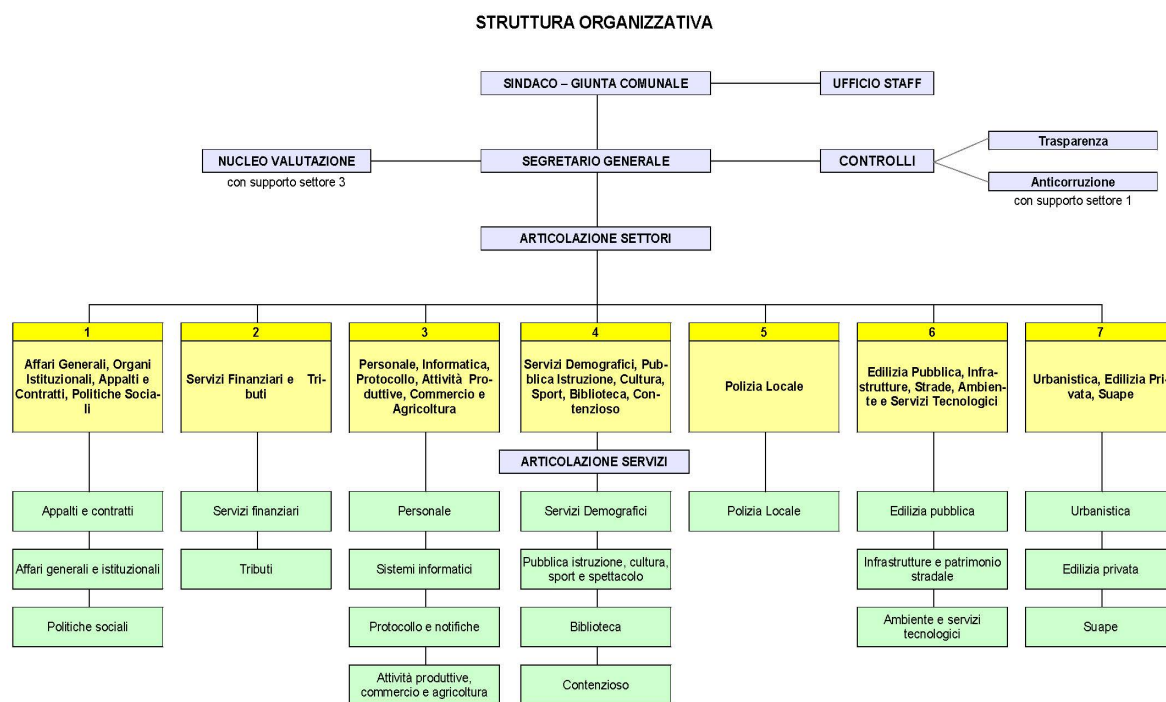 STRUTTURA ORGANIZZATIVA
SINDACO – GIUNTA COMUNALE
UFFICIO STAFF
NUCLEO VALUTAZIONE
con supporto settore 3
SEGRETARIO GENERALE
CONTROLLI
Trasparenza
Anticorruzione
con supporto settore 1
ARTICOLAZIONE SETTORI
1
Affari Generali, Organi
Istituzionali, Appalti e
Contratti, Politiche Socia-
li
2
Servizi Finanziari e Tri-
buti
3
Personale, Informatica,
Protocollo, Attività Pro-
duttive, Commercio e
Agricoltura
4
Servizi Demografici, Pub-
blica Istruzione, Cultura,
Sport, Biblioteca, Con-
tenzioso
5
Polizia Locale
6
Edilizia Pubblica, Infra-
strutture, Strade, Ambien-
te e Servizi Tecnologici
7
Urbanistica, Edilizia Pri-
vata, Suape
ARTICOLAZIONE SERVIZI
Appalti e contratti
Affari generali e istituzionali
Politiche sociali
Servizi finanziari
Tributi
Personale
Sistemi informatici
Protocollo e notifiche
Attività produttive,
commercio e agricoltura
Servizi Demografici
Pubblica istruzione, cultura,
sport e spettacolo
Biblioteca
Contenzioso
Polizia Locale
Edilizia pubblica
Infrastrutture e patrimonio
stradale
Ambiente e servizi
tecnologici
Urbanistica
Edilizia privata
Suape